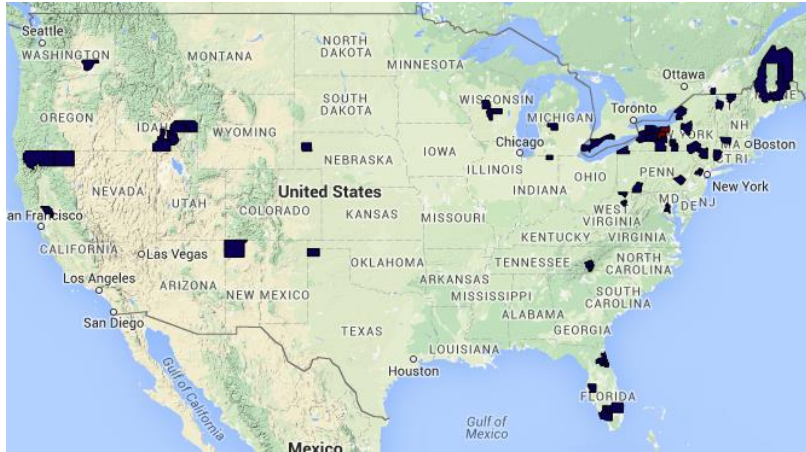 Seattle
WASHINGTON
MONTANA
NORTH
DAKOTA
MINNESOTA
Ottawa
OREGON
IDAHO
SOUTH
DAKOTA
WISCONSIN
MICHIGAN
Toronto
NH
WYOMING
Chicago
YORK
MA
Boston
CT
RI
NEBRASKA
IOWA
ILLINOIS
INDIANA
OHIO
PENN
New York
NEVADA
UTAH
COLORADO
United States
KANSAS
MISSOURI
WEST
VIRGINIA
MD
DE
NJ
an Francisco
KENTUCKY
VIRGINIA
CALIFORNIA
Las Vegas
OKLAHOMA
TENNESSEE
NORTH
CAROLINA
Los Angeles
ARIZONA
NEW MEXICO
ARKANSAS
MISSISSIPPI
SOUTH
CAROLINA
San Diego
TEXAS
ALABAMA
GEORGIA
LOUISIANA
Houston
Gulf of
California
FLORIDA
Gulf of
Mexico
Mexico